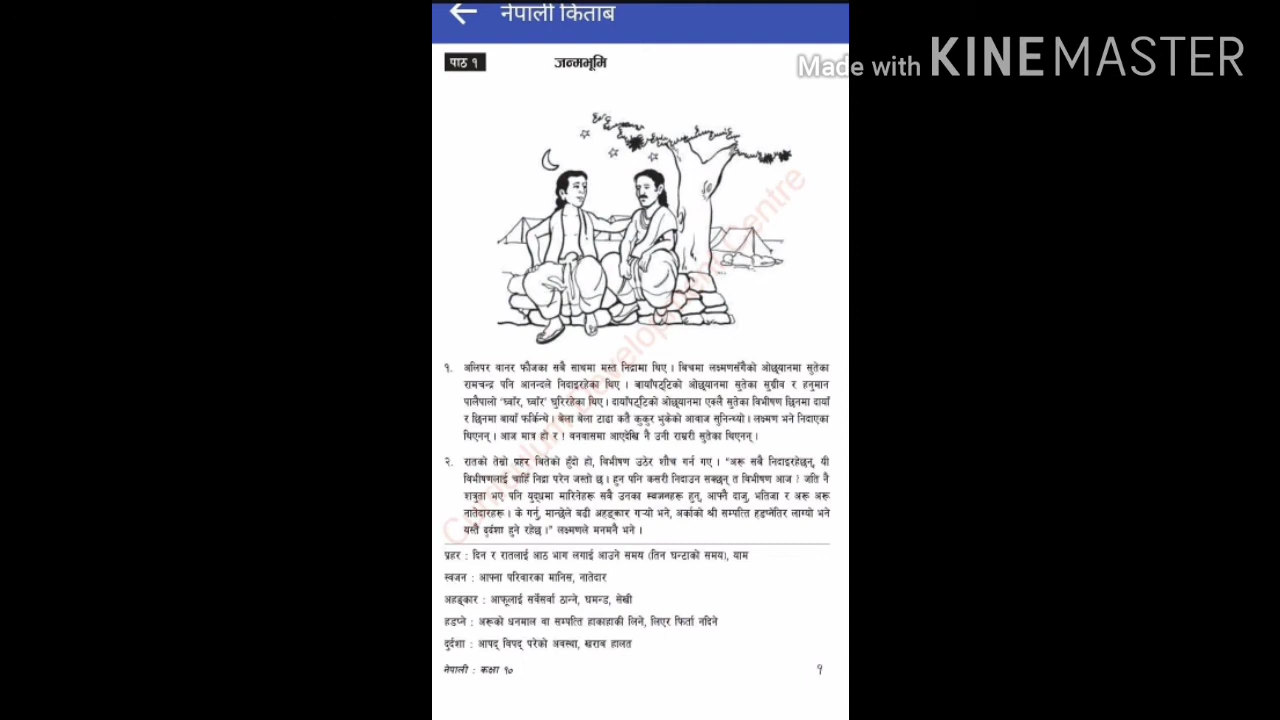 नेपाली किताब
Made with KINEMASTER
पाठ १
जन्मभूमि
Curriculum Development Centre
१. अलिपर वानर फौजका सबै साथमा मस्त निद्रामा थिए । बिचमा लक्ष्मणसँगैको ओछ्यानमा सुतेका
रामचन्द्र पनि आनन्दले निदाइरहेका थिए । बायाँपट्टिको ओछ्यानमा सुतेका सुग्रीव र हनुमान
पालैपालो 'घ्वाँर, घ्वाँर' घुरिरहेका थिए । दायाँपट्टिको ओछ्यानमा एक्लै सुतेका विभीषण छिनमा दायाँ
र छिनमा बायाँ फर्किन्थे । बेला बेला टाढा कतै कुकुर भुकेको आवाज सुनिन्थ्यो । लक्ष्मण भने निदाएका
थिएनन् । आज मात्र हो र ! वनवासमा आएदेखि नै उनी राम्ररी सुतेका थिएनन् ।
२. रातको तेस्रो प्रहर बितेको हुँदो हो, विभीषण उठेर शौच गर्न गए । "अरू सबै निदाइरहेछन्, यी
विभीषणलाई चाहिँ निद्रा परेन जस्तो छ । हुन पनि कसरी निदाउन सक्छन् त विभीषण आज ? जति नै
शत्रुता भए पनि युद्धमा मारिनेहरू सबै उनका स्वजनहरू हुन्, आफ्नै दाजु, भतिजा र अरू अरू
नातेदारहरू । के गर्नु, मान्छेले बढी अहङ्कार गर्‍यो भने, अर्काको श्री सम्पत्ति हडप्नेतिर लाग्यो भने
यस्तै दुर्दशा हुने रहेछ ।" लक्ष्मणले मनमनै भने ।
प्रहर : दिन र रातलाई आठ भाग लगाई आउने समय (तिन घन्टाको समय), याम
स्वजन : आफ्ना परिवारका मानिस, नातेदार
अहङ्कार : आफूलाई सर्वेसर्वा ठान्ने, घमन्ड, सेखी
हडप्ने : अरूको धनमाल वा सम्पत्ति हाकाहाकी लिने, लिएर फिर्ता नदिने
दुर्दशा : आपद् विपद् परेको अवस्था, खराब हालत
नेपाली : कक्षा १०
१